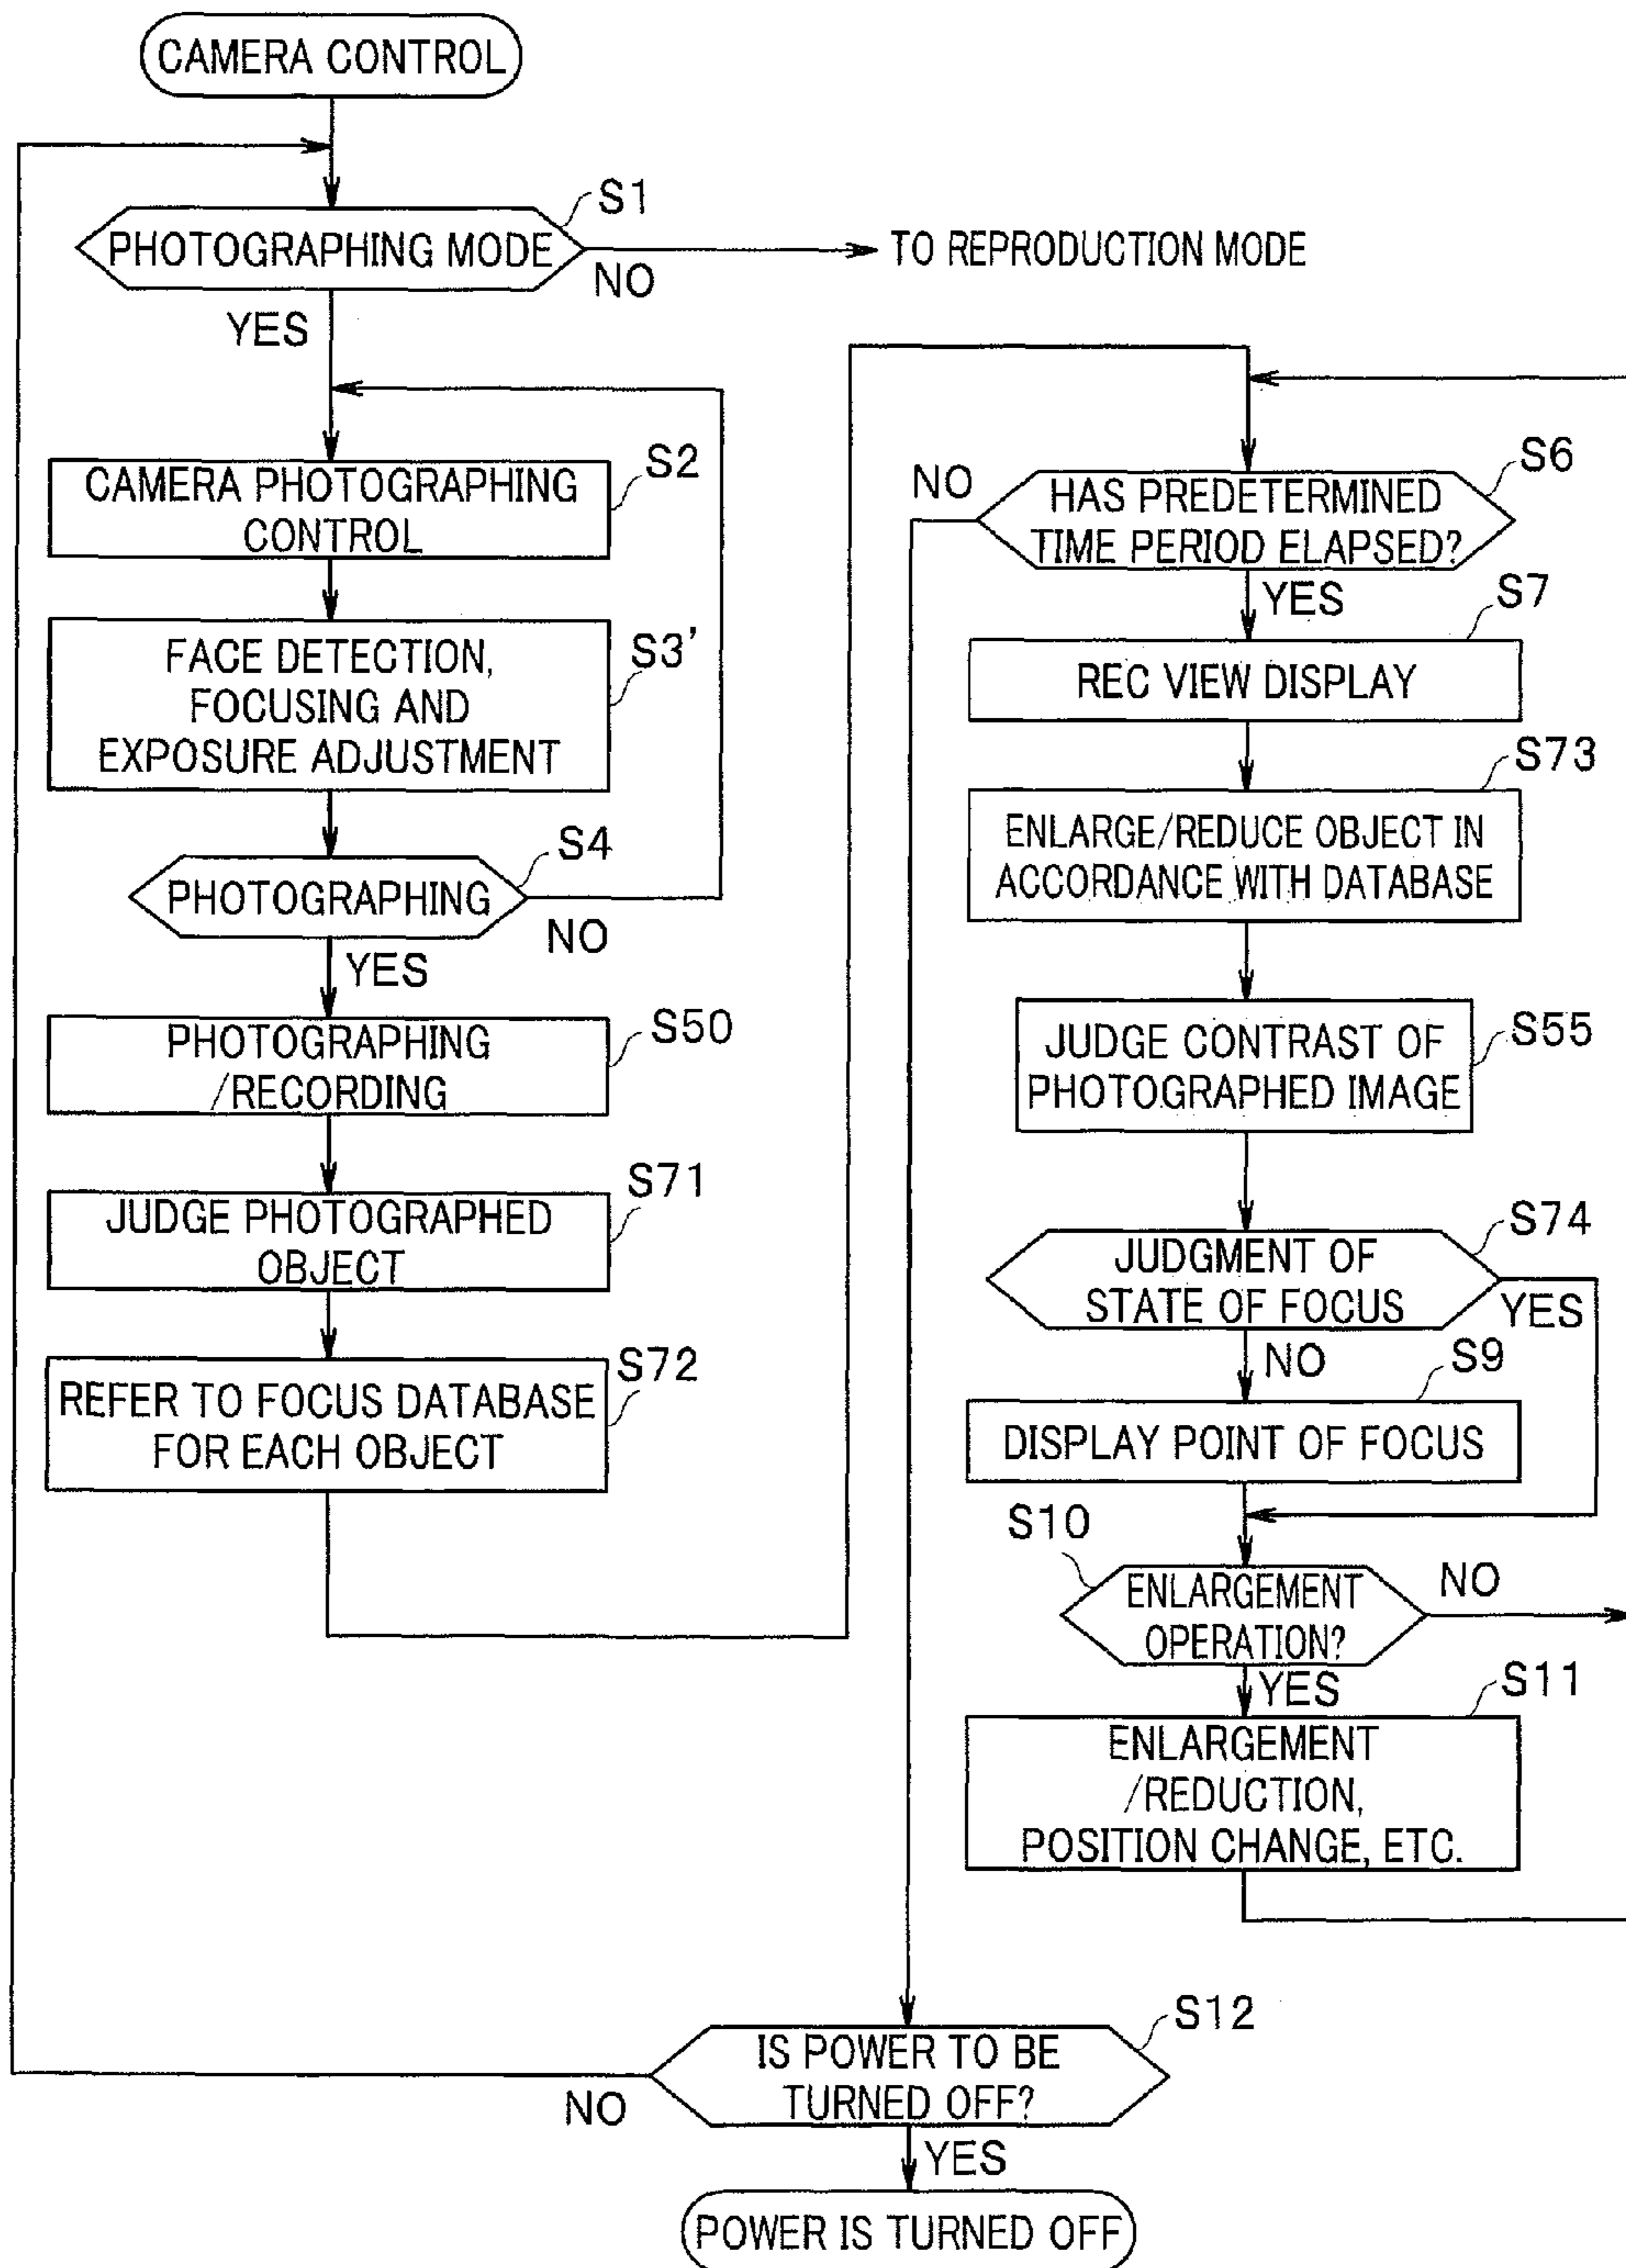 CAMERA CONTROL
S1
PHOTOGRAPHING MODE
NO
TO REPRODUCTION MODE
YES
S2
CAMERA PHOTOGRAPHING
CONTROL
S3'
FACE DETECTION,
FOCUSING AND
EXPOSURE ADJUSTMENT
S4
PHOTOGRAPHING
NO
YES
S50
PHOTOGRAPHING
/RECORDING
S71
JUDGE PHOTOGRAPHED
OBJECT
S72
REFER TO FOCUS DATABASE
FOR EACH OBJECT
S6
NO
HAS PREDETERMINED
TIME PERIOD ELAPSED?
YES
S7
REC VIEW DISPLAY
S73
ENLARGE/REDUCE OBJECT IN
ACCORDANCE WITH DATABASE
S55
JUDGE CONTRAST OF
PHOTOGRAPHED IMAGE
S74
JUDGMENT OF
STATE OF FOCUS
YES
NO
S9
DISPLAY POINT OF FOCUS
S10
ENLARGEMENT
OPERATION?
NO
YES
S11
ENLARGEMENT
/REDUCTION,
POSITION CHANGE, ETC.
S12
IS POWER TO BE
TURNED OFF?
NO
YES
POWER IS TURNED OFF